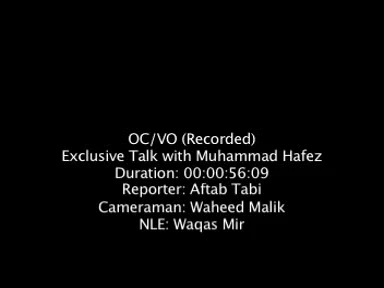 OC/VO (Recorded)
Exclusive Talk with Muhammad Hafez
Duration: 00:00:56:09
Reporter: Aftab Tabi
Cameraman: Waheed Malik
NLE: Waqas Mir